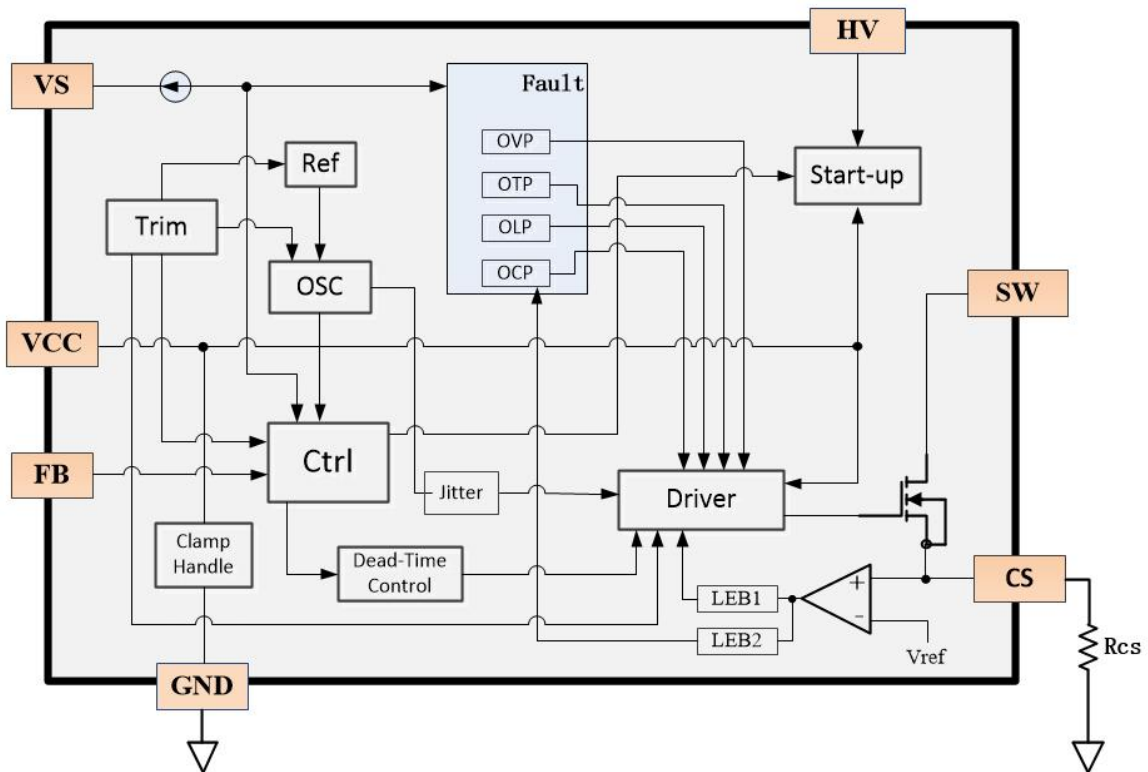 HV
VS
Fault
OVP
Ref
Start-up
OTP
Trim
OLP
OSC
OCP
SW
VCC
Ctrl
FB
Jitter
Driver
Clamp
Handle
Dead-Time
Control
CS
LEB1
+
-
LEB2
Vref
Rcs
GND